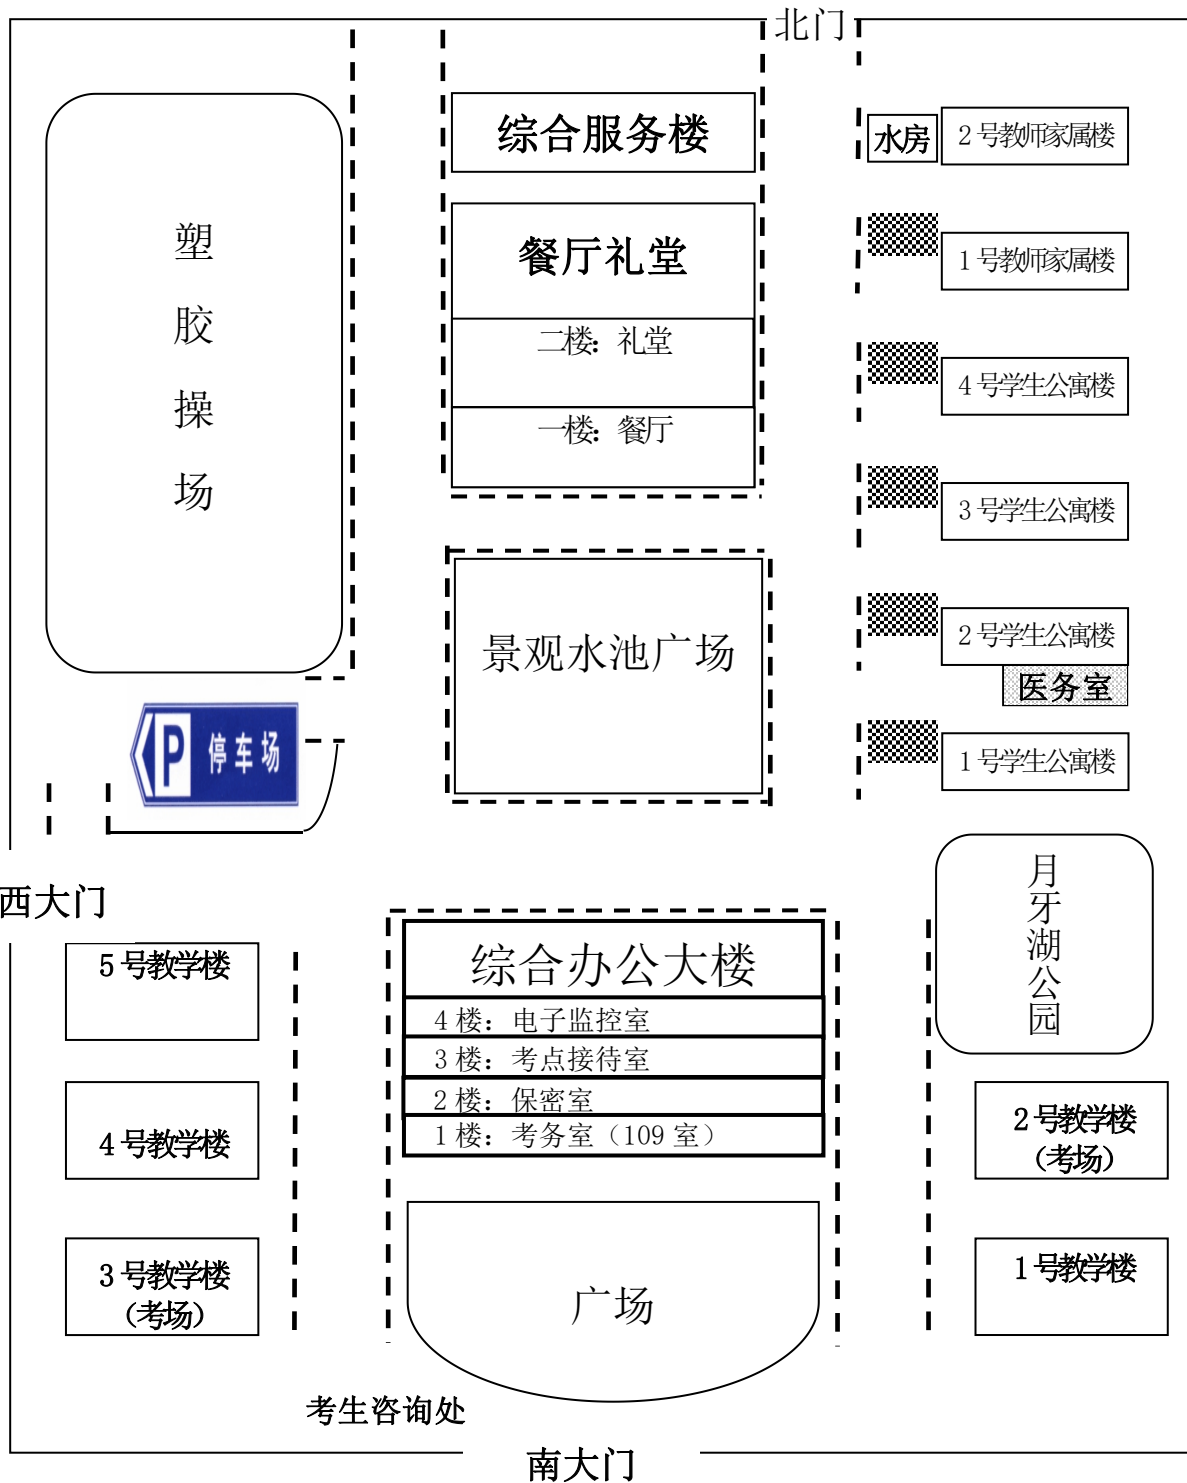 北门
综合服务楼
水房
2 号教师家属楼
塑
胶
操
场
餐厅礼堂
二楼：礼堂
一楼：餐厅
1 号教师家属楼
4 号学生公寓楼
3 号学生公寓楼
景观水池广场
2 号学生公寓楼
医务室
P 停车场
1 号学生公寓楼
月
牙
湖
公
园
西大门
5 号教学楼
综合办公大楼
4 楼：电子监控室
3 楼：考点接待室
2 楼：保密室
1 楼：考务室（109 室）
4 号教学楼
2 号教学楼
（考场）
3 号教学楼
（考场）
广场
1 号教学楼
考生咨询处
南大门